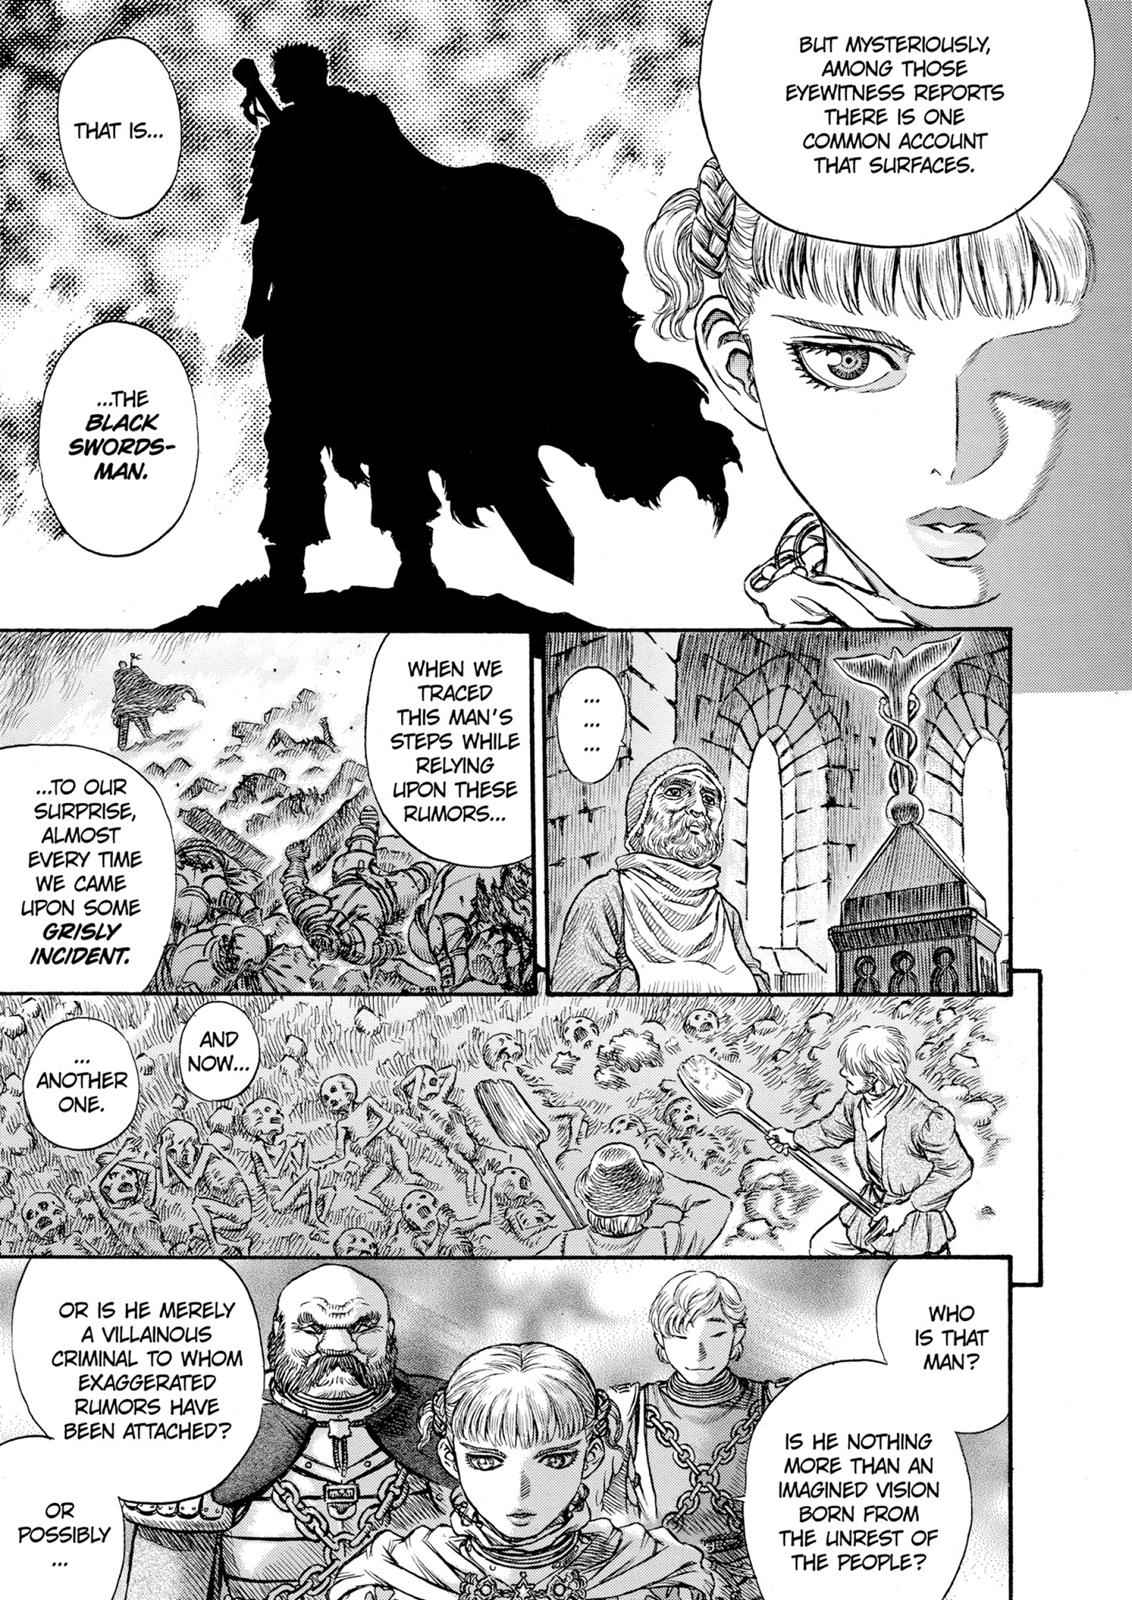 BUT MYSTERIOUSLY,
AMONG THOSE
EYEWITNESS REPORTS
THERE IS ONE
COMMON ACCOUNT
THAT SURFACES.
THAT IS...
...THE
BLACK
SWORDS-
MAN.
...
...
...
WHEN WE
TRACED
THIS MAN'S
STEPS WHILE
RELYING
UPON THESE
RUMORS...
...TO OUR
SURPRISE,
ALMOST
EVERY TIME
WE CAME
UPON SOME
GRISLY
INCIDENT.
AND
NOW...
...
ANOTHER
ONE.
WHO
IS THAT
MAN?
IS HE NOTHING
MORE THAN AN
IMAGINED VISION
BORN FROM
THE UNREST OF
THE PEOPLE?
OR IS HE MERELY
A VILLAINOUS
CRIMINAL TO WHOM
EXAGGERATED
RUMORS HAVE
BEEN ATTACHED?
OR
POSSIBLY
...